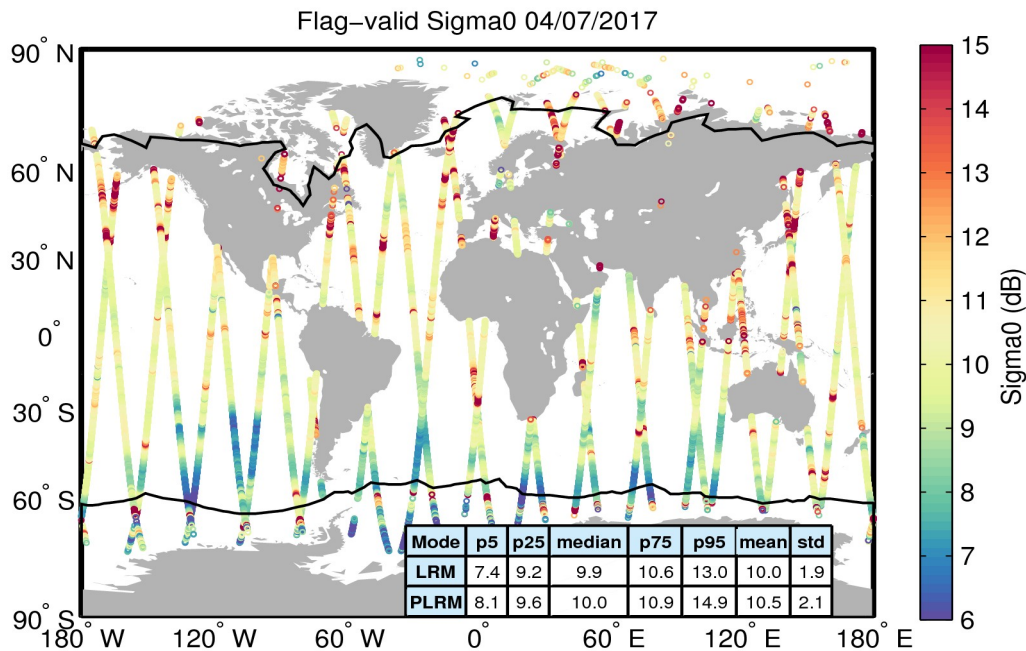 Flag−valid Sigma0 04/07/2017
90° N
60° N
30° N
0°
30° S
60° S
90° S
180° W
120° W
60° W
0°
60° E
120° E
180° E
15
14
13
12
11
10
9
8
7
6
Sigma0 (dB)
Mode p5 p25 median p75 p95 mean std
LRM 7.4 9.2 9.9 10.6 13.0 10.0 1.9
PLRM 8.1 9.6 10.0 10.9 14.9 10.5 2.1